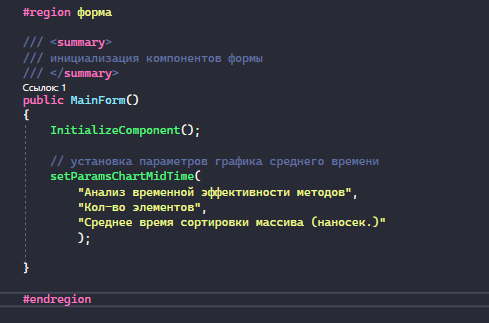 #region форма
/// <summary>
/// инициализация компонентов формы
/// </summary>
Ссылок: 1
public MainForm()
{
InitializeComponent();
// установка параметров графика среднего времени
setParamsChartMidTime(
"Анализ временной эффективности методов",
"Кол-во элементов",
"Среднее время сортировки массива (наносек.)"
);
}
#endregion